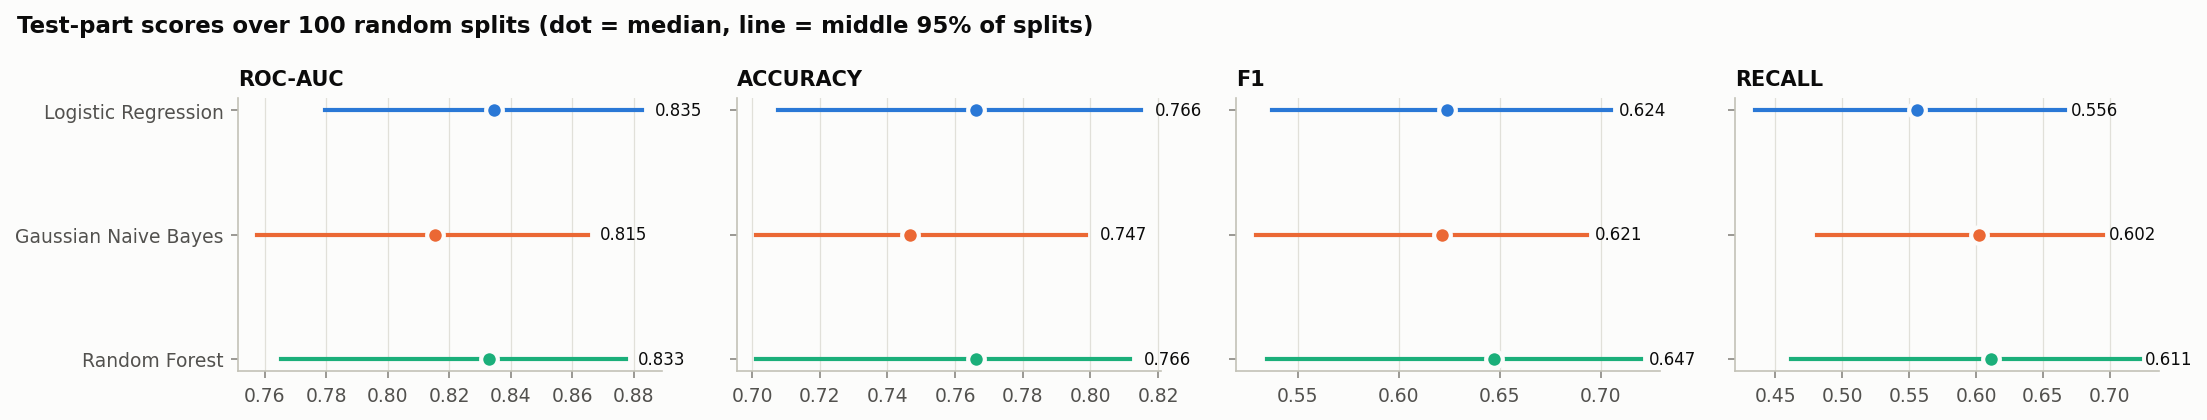 Test-part scores over 100 random splits (dot = median, line = middle 95% of splits)
ROC-AUC
ACCURACY
F1
RECALL
Logistic Regression
0.835
0.766
0.624
0.556
Gaussian Naive Bayes
0.815
0.747
0.621
0.602
Random Forest
0.833
0.766
0.647
0.611
0.76 0.78 0.80 0.82 0.84 0.86 0.88
0.70 0.72 0.74 0.76 0.78 0.80 0.82
0.55 0.60 0.65 0.70
0.45 0.50 0.55 0.60 0.65 0.70